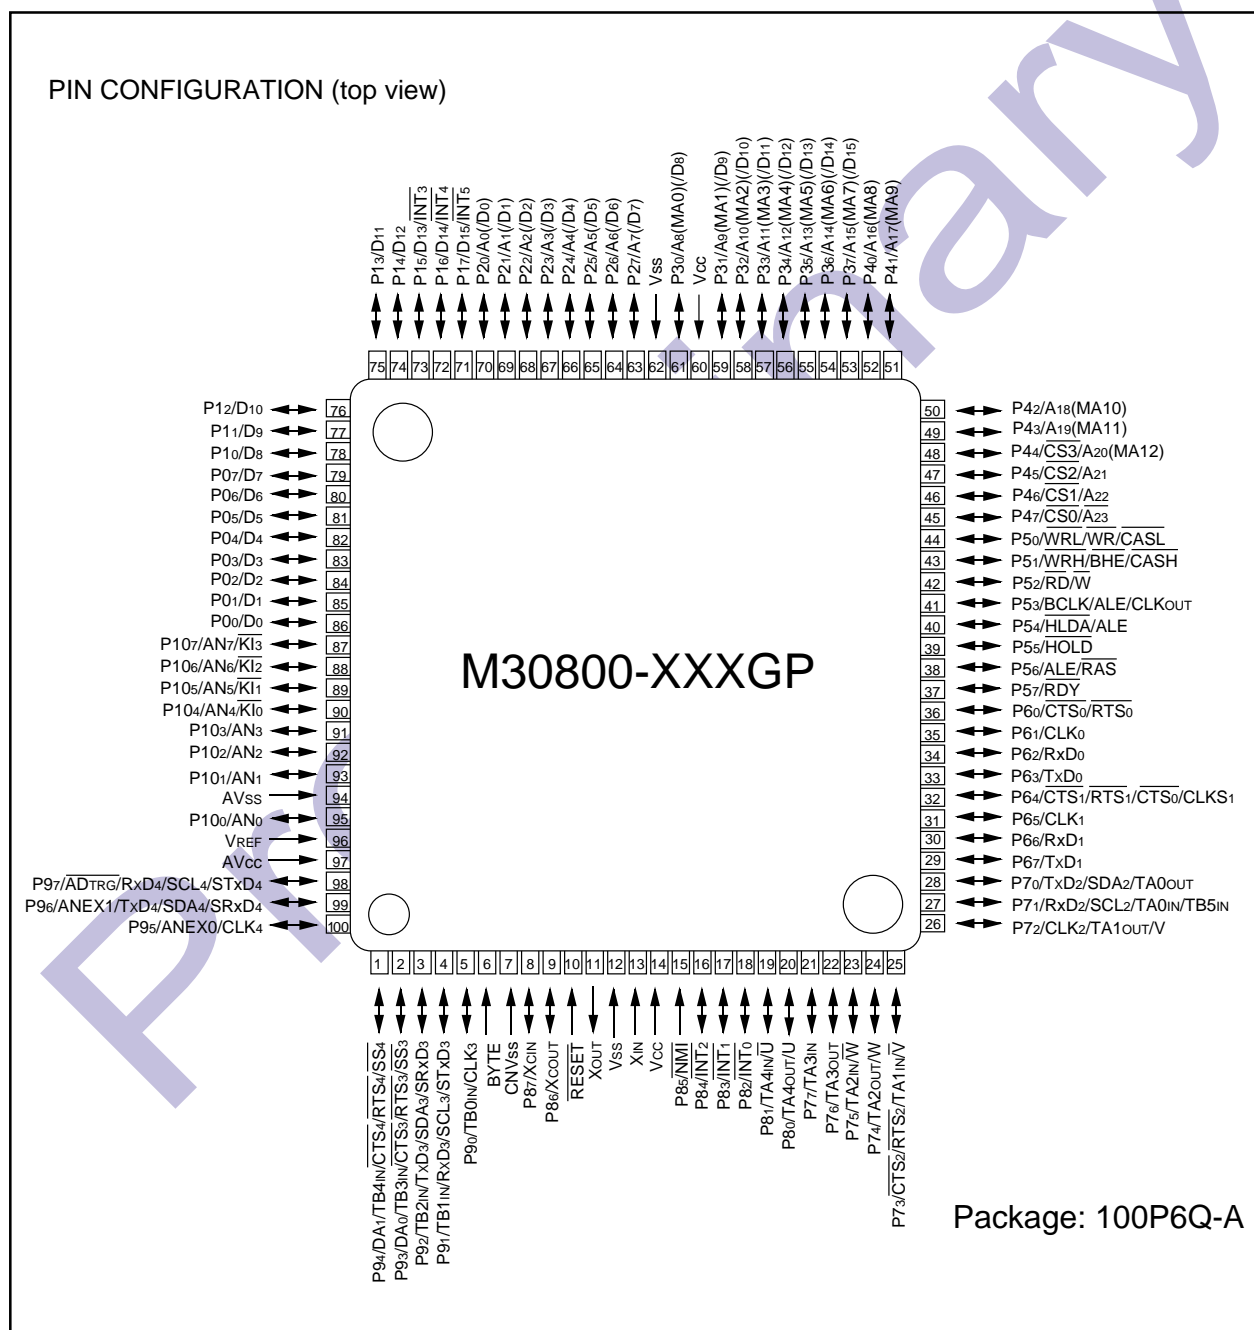 PIN CONFIGURATION (top view)
P13/D11
P14/D12
P15/D13/INT3
P16/D14/INT4
P17/D15/INT5
P20/A0(/D0)
P21/A1(/D1)
P22/A2(/D2)
P23/A3(/D3)
P24/A4(/D4)
P25/A5(/D5)
P26/A6(/D6)
P27/A7(/D7)
Vss
P30/A8(MA0)(/D8)
Vcc
P31/A9(MA1)(/D9)
P32/A10(MA2)(/D10)
P33/A11(MA3)(/D11)
P34/A12(MA4)(/D12)
P35/A13(MA5)(/D13)
P36/A14(MA6)(/D14)
P37/A15(MA7)(/D15)
P40/A16(MA8)
P41/A17(MA9)
75 74 73 72 71 70 69 68 67 66 65 64 63 62 61 60 59 58 57 56 55 54 53 52 51
P12/D10 76
P11/D9 77
P10/D8 78
P07/D7 79
P06/D6 80
P05/D5 81
P04/D4 82
P03/D3 83
P02/D2 84
P01/D1 85
P00/D0 86
P107/AN7/KI3 87
P106/AN6/KI2 88
P105/AN5/KI1 89
P104/AN4/KI0 90
P103/AN3 91
P102/AN2 92
P101/AN1 93
AVSS 94
P100/AN0 95
VREF 96
AVcc 97
P97/ADTRG/RxD4/SCL4/STxD4 98
P96/ANEX1/TxD4/SDA4/SRxD4 99
P95/ANEX0/CLK4 100
M30800-XXXGP
50 P42/A18(MA10)
49 P43/A19(MA11)
48 P44/CS3/A20(MA12)
47 P45/CS2/A21
46 P46/CS1/A22
45 P47/CS0/A23
44 P50/WRL/WR/CASL
43 P51/WRH/BHE/CASH
42 P52/RD/W
41 P53/BCLK/ALE/CLKOUT
40 P54/HLDA/ALE
39 P55/HOLD
38 P56/ALE/RAS
37 P57/RDY
36 P60/CTS0/RTS0
35 P61/CLK0
34 P62/RxD0
33 P63/TxD0
32 P64/CTS1/RTS1/CTS0/CLKS1
31 P65/CLK1
30 P66/RxD1
29 P67/TxD1
28 P70/TxD2/SDA2/TA0OUT
27 P71/RxD2/SCL2/TA0IN/TB5IN
26 P72/CLK2/TA1OUT/V
1 2 3 4 5 6 7 8 9 10 11 12 13 14 15 16 17 18 19 20 21 22 23 24 25
P94/DA1/TB4IN/CTS4/RTS4/SS4
P93/DA0/TB3IN/CTS3/RTS3/SS3
P92/TB2IN/TxD3/SDA3/SRxD3
P91/TB1IN/RxD3/SCL3/STxD3
P90/TB0IN/CLK3
BYTE
CNVss
P87/XCIN
P86/XCOUT
RESET
XOUT
VSS
XIN
VCC
P85/NMI
P84/INT2
P83/INT1
P82/INT0
P81/TA4IN/U
P80/TA4OUT/U
P77/TA3IN
P76/TA3OUT
P75/TA2IN/W
P74/TA2OUT/W
P73/CTS2/RTS2/TA1IN/V
Package: 100P6Q-A